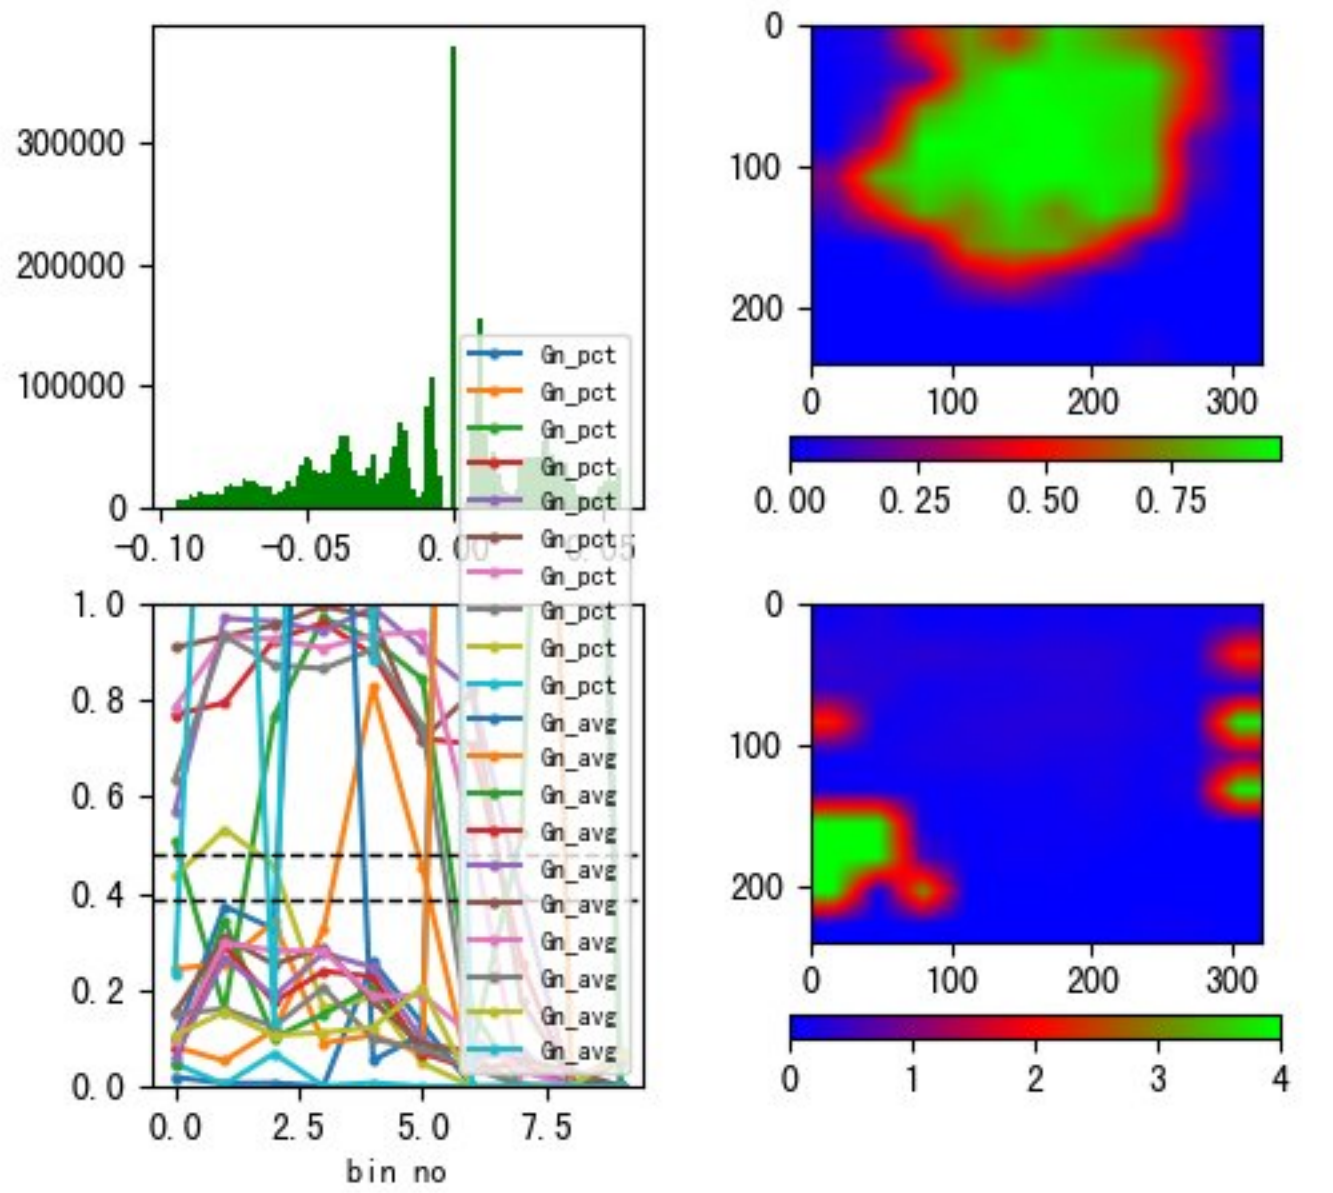 300000
200000
100000
0
-0.10 -0.05 0.00 0.05
0
100
200
0 100 200 300
0.00 0.25 0.50 0.75
Gn_pct
Gn_pct
Gn_pct
Gn_pct
Gn_pct
Gn_pct
Gn_pct
Gn_pct
Gn_pct
Gn_pct
Gn_avg
Gn_avg
Gn_avg
Gn_avg
Gn_avg
Gn_avg
Gn_avg
Gn_avg
Gn_avg
Gn_avg
1.0
0.8
0.6
0.4
0.2
0.0
0.0 2.5 5.0 7.5
bin no
0
100
200
0 100 200 300
0 1 2 3 4